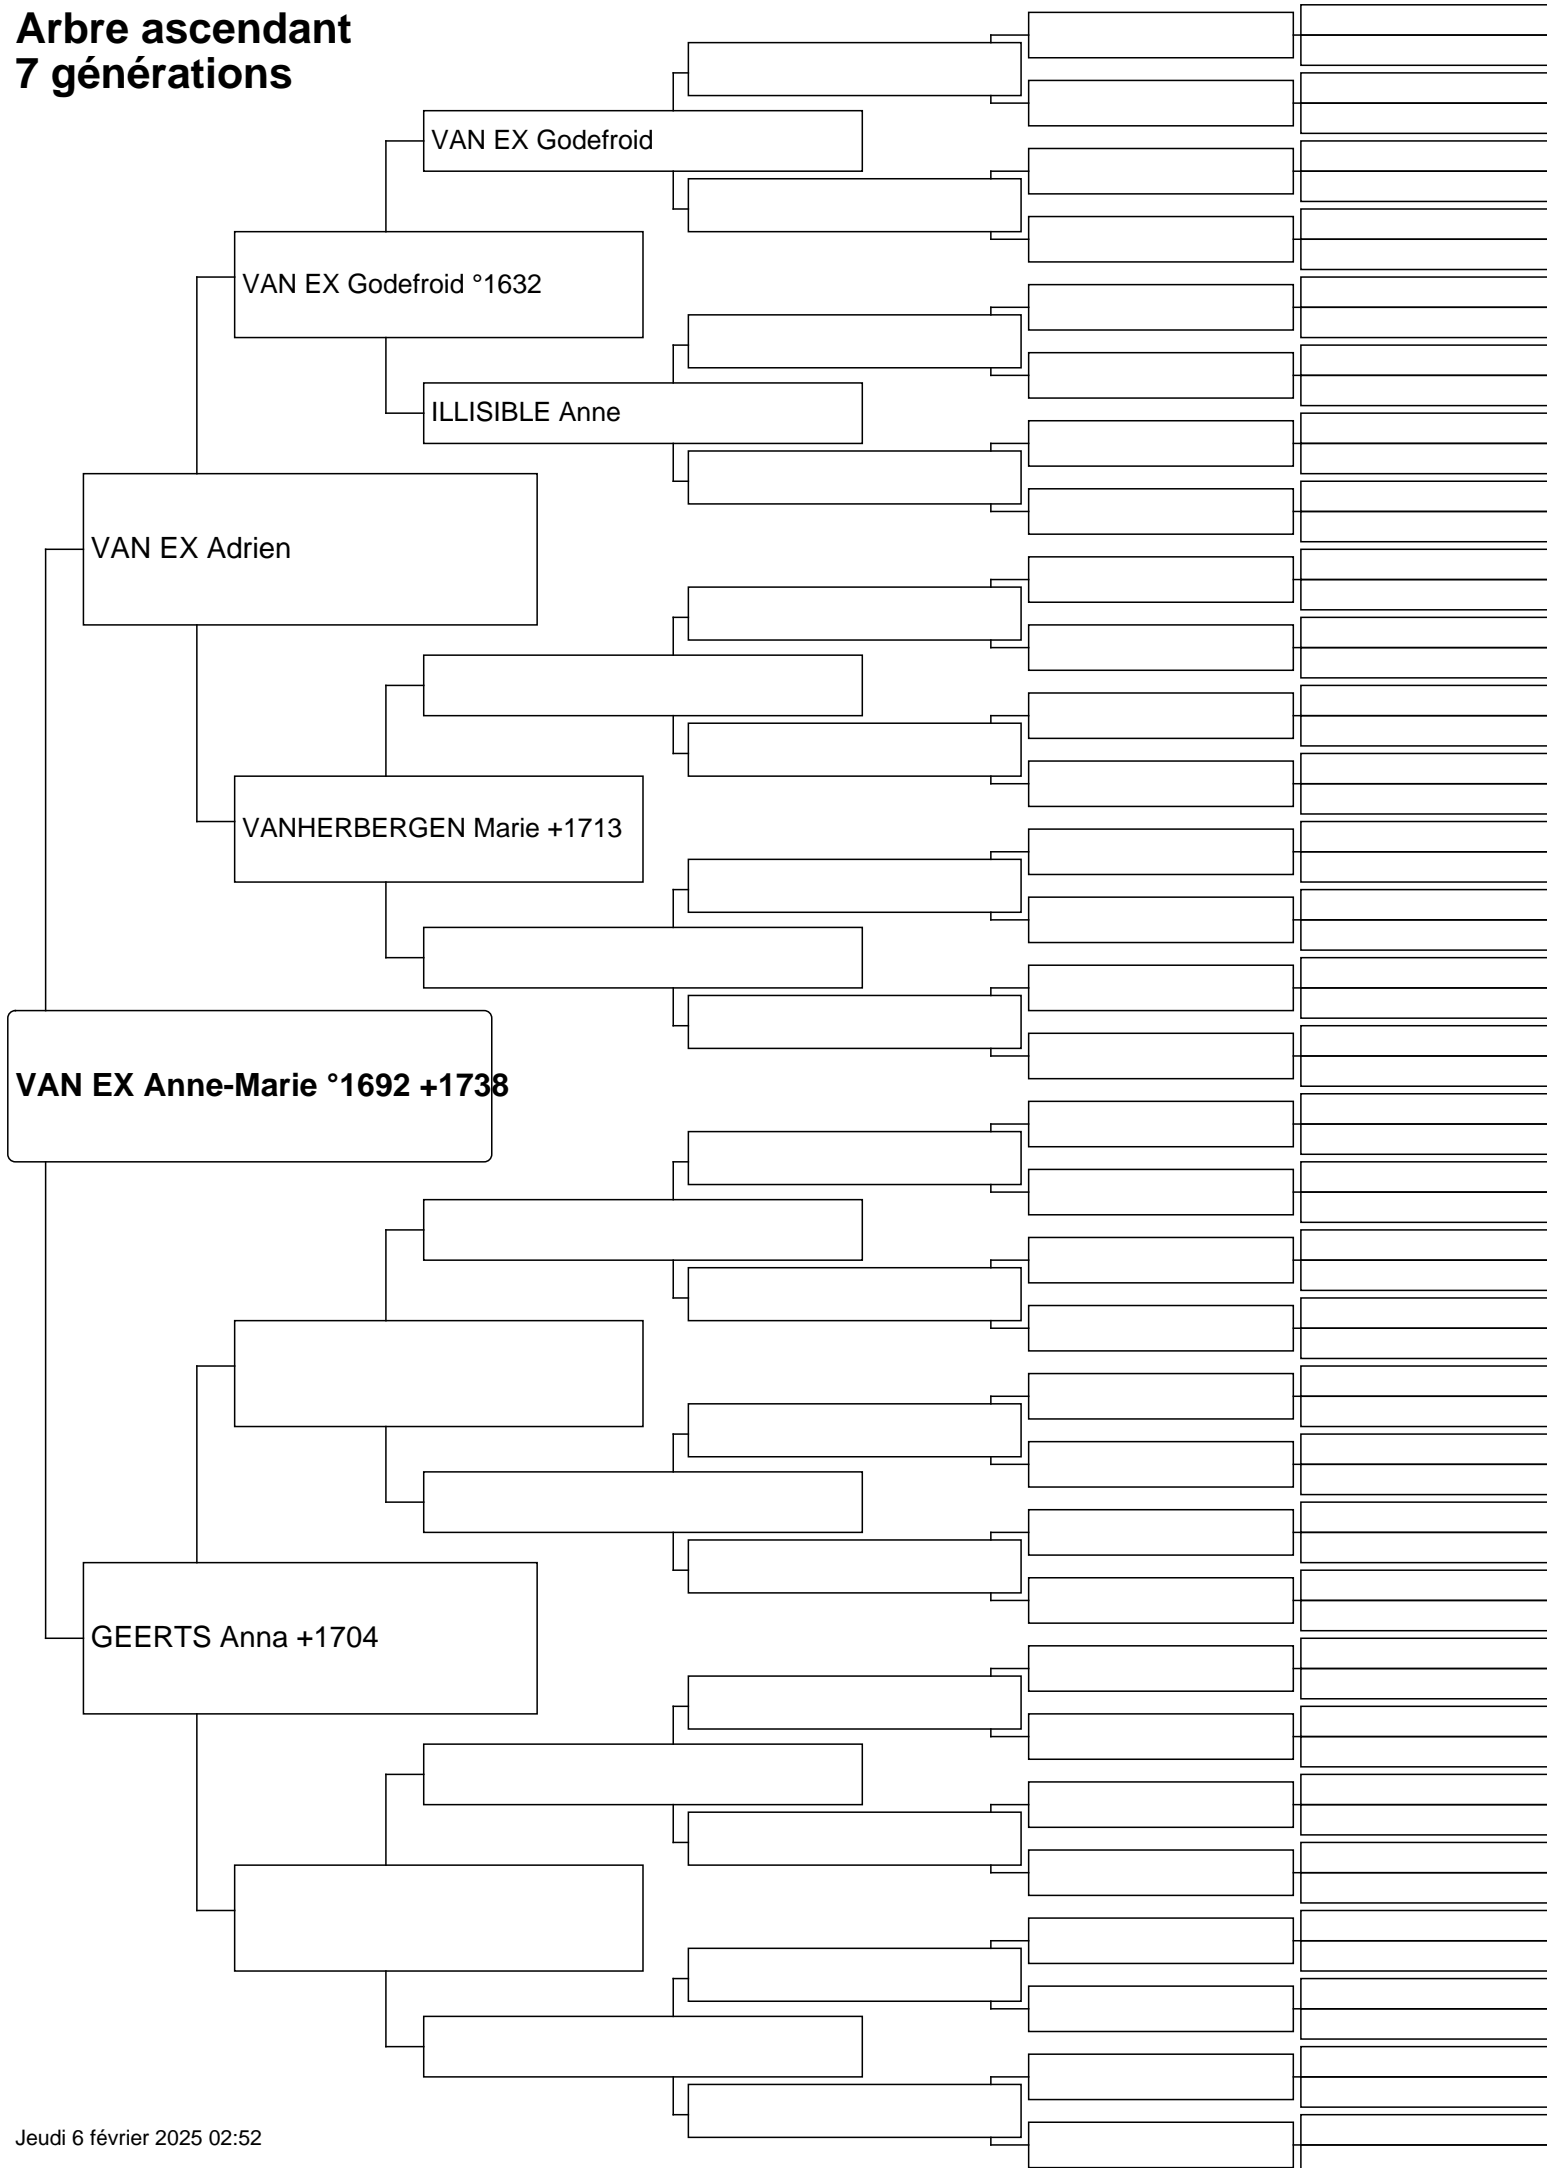 Arbre ascendant
7 générations
VAN EX Godefroid
VAN EX Godefroid °1632
ILLISIBLE Anne
VAN EX Adrien
VANHERBERGEN Marie +1713
VAN EX Anne-Marie °1692 +1738
GEERTS Anna +1704
Jeudi 6 février 2025 02:52